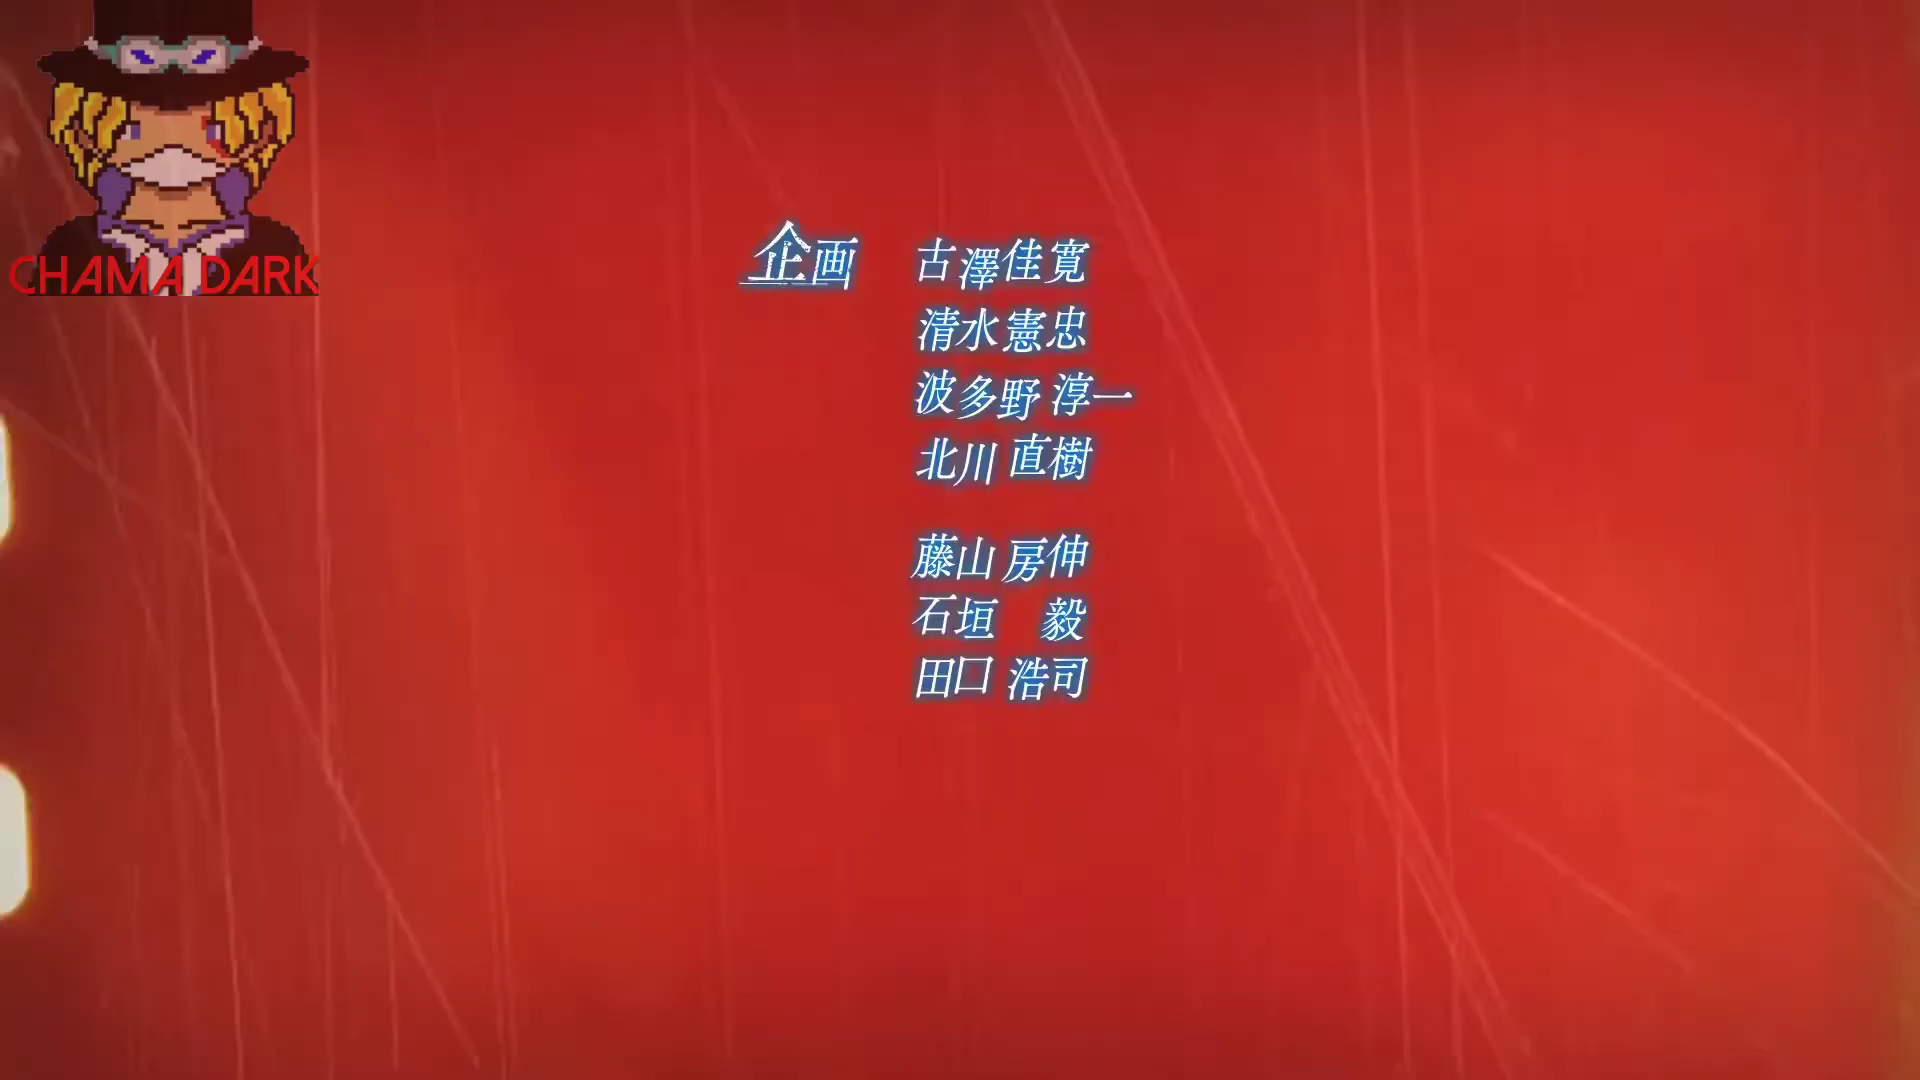 CHAMA DARK
企画 古澤佳寛
清水憲忠
波多野淳一
北川直樹
藤山房伸
石垣 毅
田口浩司